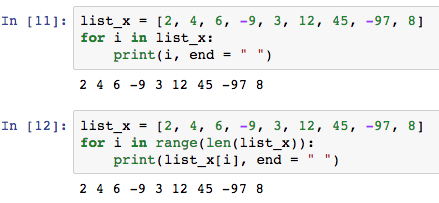 In [11]: list_x = [2, 4, 6, -9, 3, 12, 45, -97, 8]
for i in list_x:
    print(i, end = " ")
2 4 6 -9 3 12 45 -97 8
In [12]: list_x = [2, 4, 6, -9, 3, 12, 45, -97, 8]
for i in range(len(list_x)):
    print(list_x[i], end = " ")
2 4 6 -9 3 12 45 -97 8